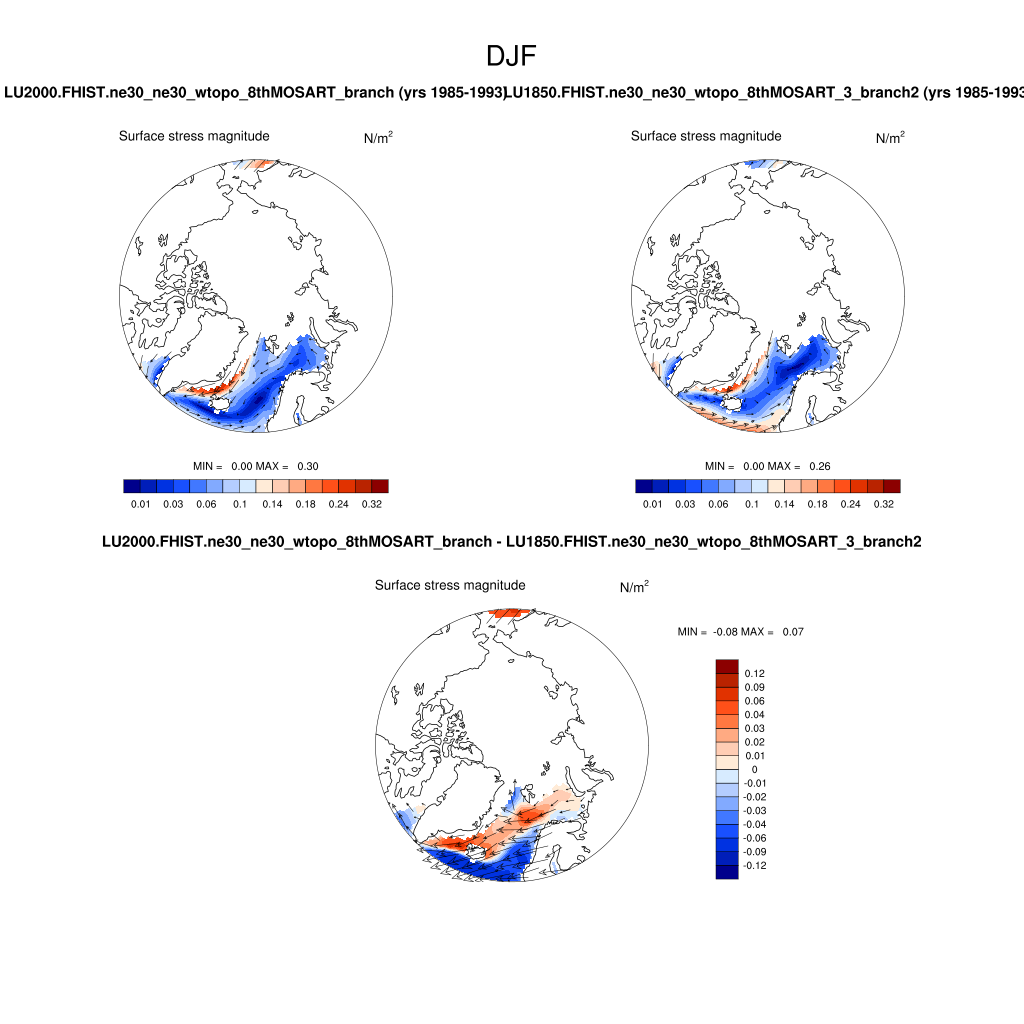 DJF
LU2000.FHIST.ne30_ne30_wtopo_8thMOSART_branch (yrs 1985-1993)
LU1850.FHIST.ne30_ne30_wtopo_8thMOSART_3_branch2 (yrs 1985-1993
Surface stress magnitude N/m2
Surface stress magnitude N/m2
MIN = 0.00 MAX = 0.30
MIN = 0.00 MAX = 0.26
0.01 0.03 0.06 0.1 0.14 0.18 0.24 0.32
0.01 0.03 0.06 0.1 0.14 0.18 0.24 0.32
LU2000.FHIST.ne30_ne30_wtopo_8thMOSART_branch - LU1850.FHIST.ne30_ne30_wtopo_8thMOSART_3_branch2
Surface stress magnitude N/m2
MIN = -0.08 MAX = 0.07
0.12
0.09
0.06
0.04
0.03
0.02
0.01
0
-0.01
-0.02
-0.03
-0.04
-0.06
-0.09
-0.12